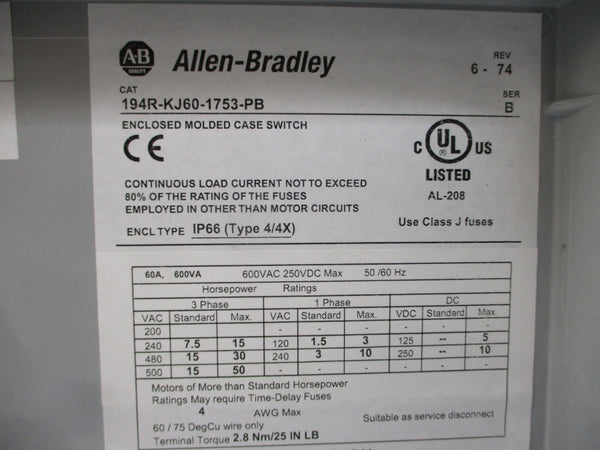 A-B
QUALITY
Allen-Bradley
REV
6 - 74
CAT
194R-KJ60-1753-PB
SER
B
ENCLOSED MOLDED CASE SWITCH
CE
C UL US
LISTED
AL-208
CONTINUOUS LOAD CURRENT NOT TO EXCEED
80% OF THE RATING OF THE FUSES
EMPLOYED IN OTHER THAN MOTOR CIRCUITS
Use Class J fuses
ENCL TYPE IP66 (Type 4/4X)
60A, 600VA 600VAC 250VDC Max 50 /60 Hz
Horsepower Ratings
3 Phase 1 Phase DC
VAC Standard Max. VAC Standard Max. VDC Standard Max.
200 - - - - - - - -
240 7.5 15 120 1.5 3 125 -- 5
480 15 30 240 3 10 250 -- 10
500 15 50 - - - - - -
Motors of More than Standard Horsepower
Ratings May require Time-Delay Fuses
4 AWG Max
60 / 75 DegCu wire only
Suitable as service disconnect
Terminal Torque 2.8 Nm/25 IN LB